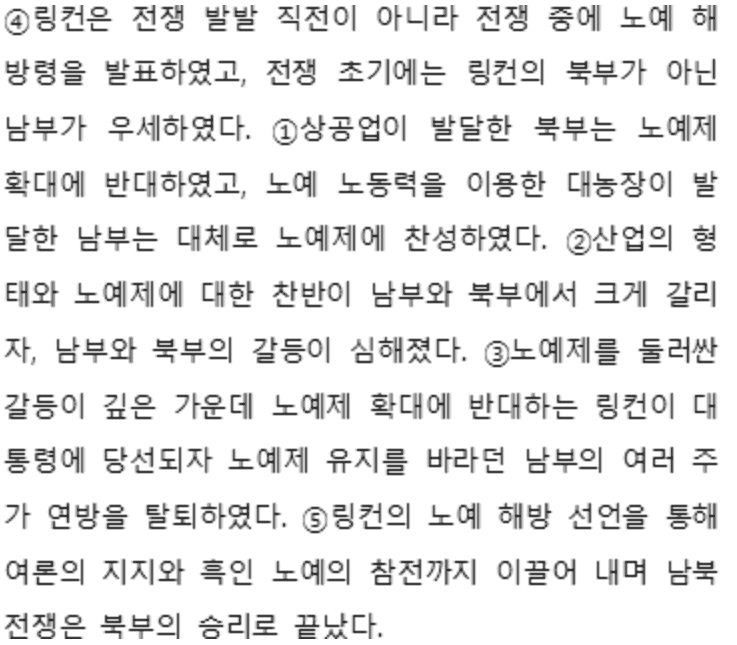 ④링컨은 전쟁 발발 직전이 아니라 전쟁 중에 노예 해
방령을 발표하였고, 전쟁 초기에는 링컨의 북부가 아닌
남부가 우세하였다. ①상공업이 발달한 북부는 노예제
확대에 반대하였고, 노예 노동력을 이용한 대농장이 발
달한 남부는 대체로 노예제에 찬성하였다. ②산업의 형
태와 노예제에 대한 찬반이 남부와 북부에서 크게 갈리
자, 남부와 북부의 갈등이 심해졌다. ③노예제를 둘러싼
갈등이 깊은 가운데 노예제 확대에 반대하는 링컨이 대
통령에 당선되자 노예제 유지를 바라던 남부의 여러 주
가 연방을 탈퇴하였다. ⑤링컨의 노예 해방 선언을 통해
여론의 지지와 흑인 노예의 참전까지 이끌어 내며 남북
전쟁은 북부의 승리로 끝났다.